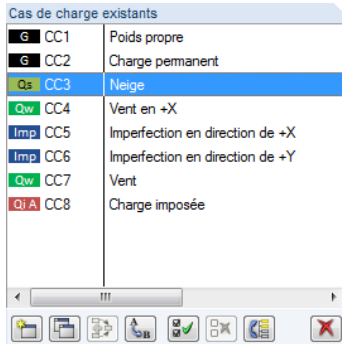 Cas de charge existants
G CC1 Poids propre
G CC2 Charge permanent
Qs CC3 Neige
Qw CC4 Vent en +X
Imp CC5 Imperfection en direction de +X
Imp CC6 Imperfection en direction de +Y
Qw CC7 Vent
Qi A CC8 Charge imposée